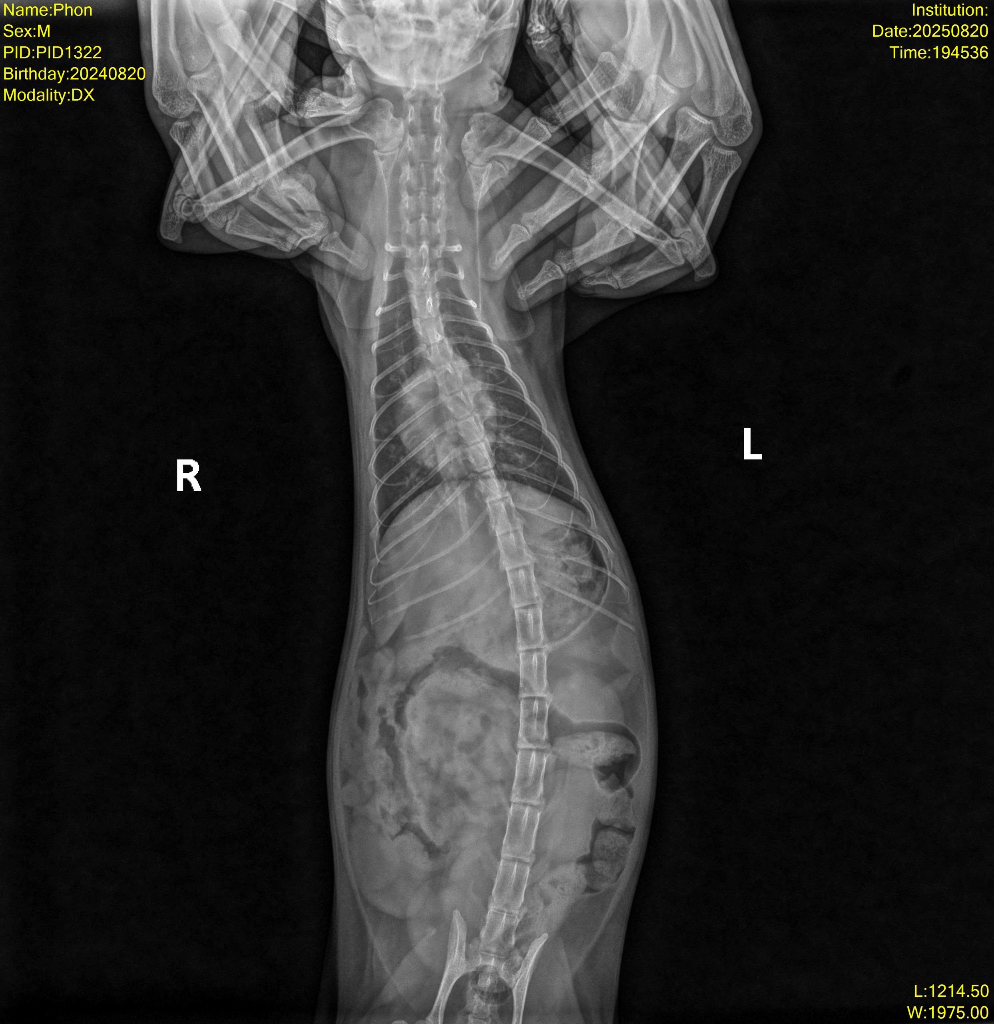 Name:Phon
Sex:M
PID:PID1322
Birthday:20240820
Modality:DX
Institution:
Date:20250820
Time:194536
R
L
L:1214.50
W:1975.00